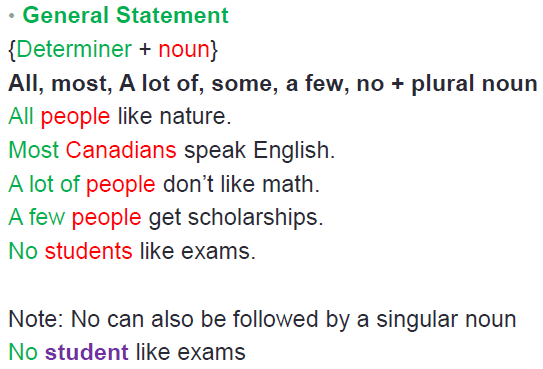 • General Statement
{Determiner + noun}
All, most, A lot of, some, a few, no + plural noun
All people like nature.
Most Canadians speak English.
A lot of people don’t like math.
A few people get scholarships.
No students like exams.
Note: No can also be followed by a singular noun
No student like exams